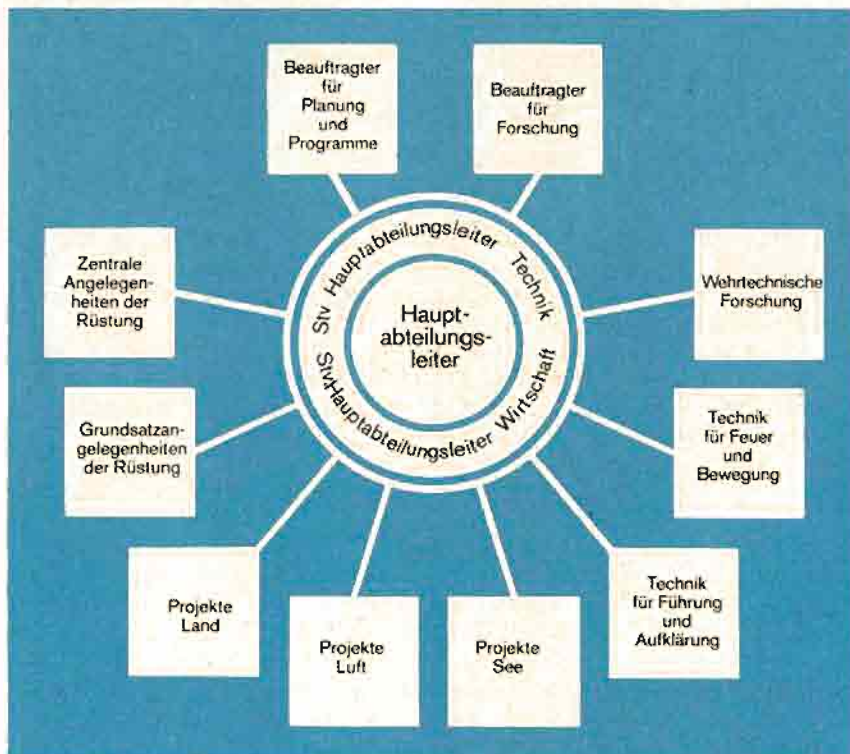 Beauftragter
für
Planung
und
Programme
Beauftragter
für
Forschung
Zentrale
Angelegen-
heiten der
Rüstung
Stv Hauptabteilungsleiter Technik
Haupt-
abteilungs-
leiter
Stv Hauptabteilungsleiter Wirtschaft
Wehrtechnische
Forschung
Grundsatzan-
gelegenheiten
der Rüstung
Technik
für Feuer
und
Bewegung
Projekte
Land
Projekte
Luft
Projekte
See
Technik
für Führung
und
Aufklärung